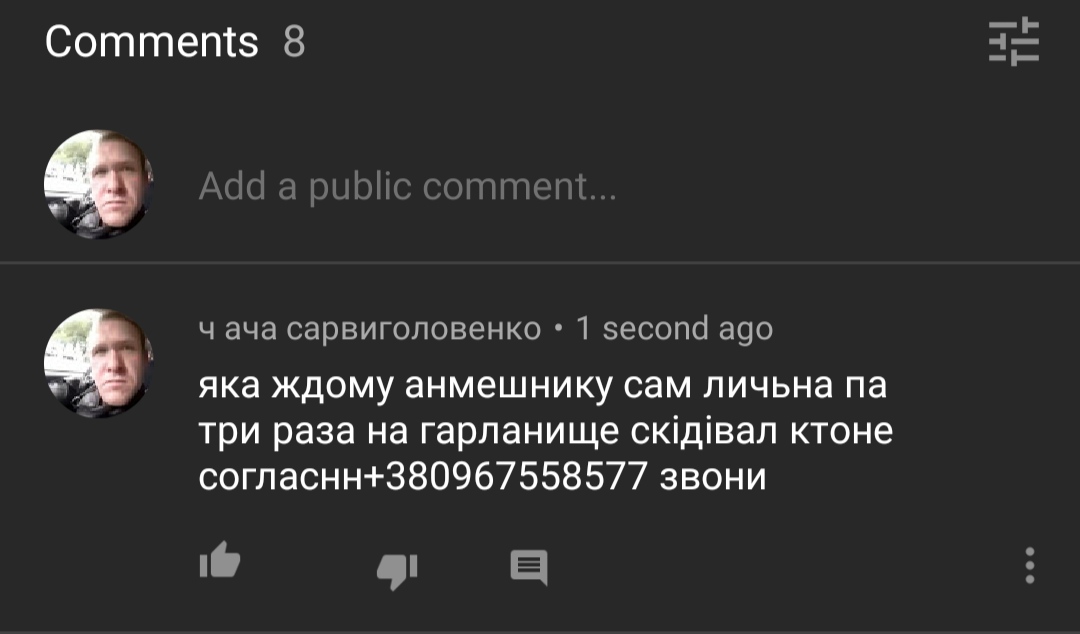 Comments 8
Add a public comment...
ч ача сарвиголовенко • 1 second ago
яка ждому анмешнику сам личьна па
три раза на гарланище скідівал ктоне
согласнн+380967558577 звони